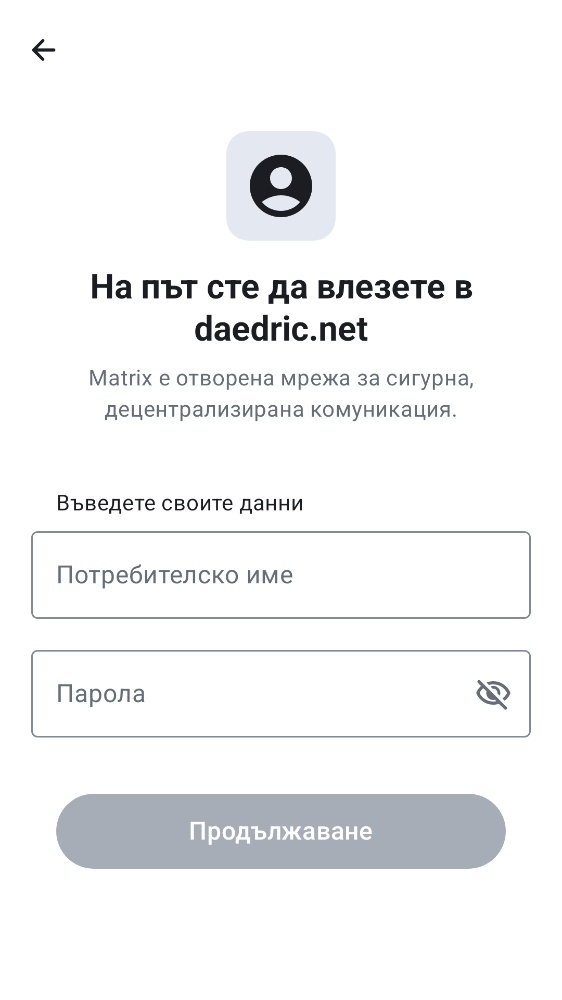 На път сте да влезете в
daedric.net
Matrix е отворена мрежа за сигурна,
децентрализирана комуникация.
Въведете своите данни
Потребителско име
Парола
Продължаване